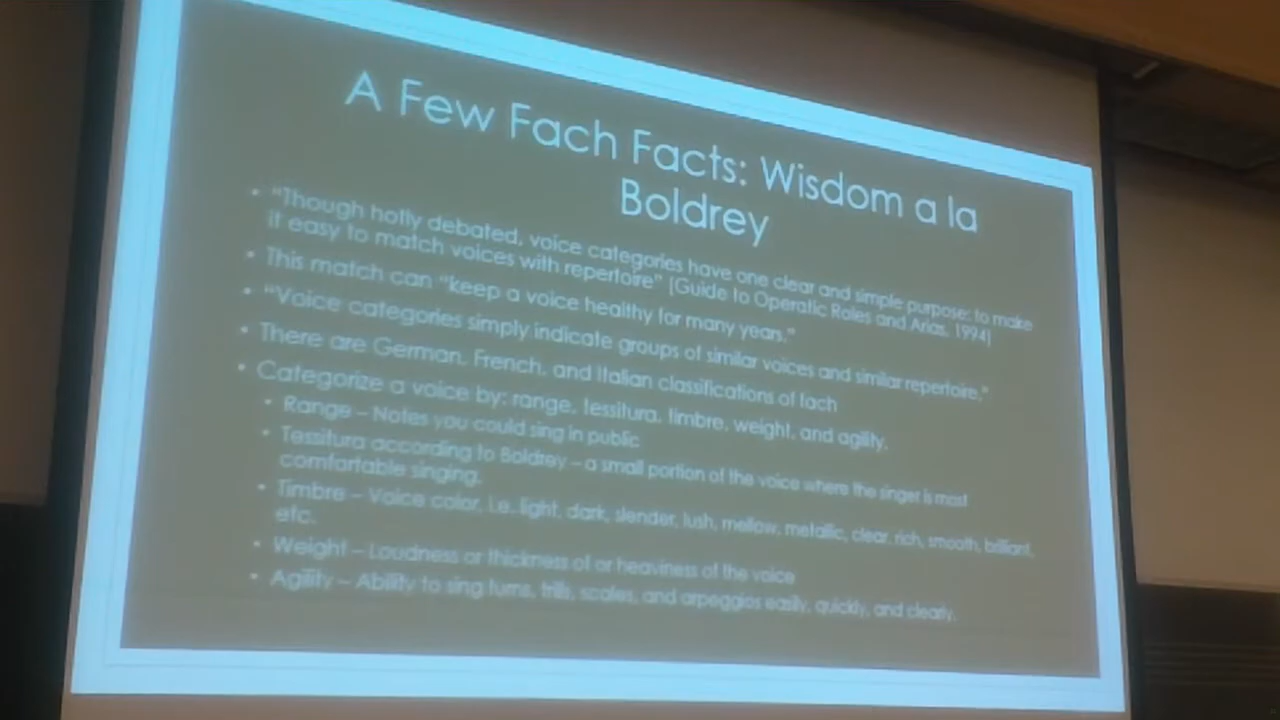 A Few Fach Facts: Wisdom a la
Boldrey
• "Though hotly debated, voice categories have one clear and simple purpose: to make
it easy to match voices with repertoire" (Guide to Operatic Roles and Arias, 1994)
• This match can "keep a voice healthy for many years."
• "Voice categories simply indicate groups of similar voices and similar repertoire."
• There are German, French, and Italian classifications of fach
• Categorize a voice by: range, tessitura, timbre, weight, and agility.
• Range – Notes you could sing in public
• Tessitura according to Boldrey – a small portion of the voice where the singer is most
comfortable singing.
• Timbre – Voice color, i.e. light, dark, slender, lush, mellow, metallic, clear, rich, smooth, brilliant,
etc.
• Weight – Loudness or thickness of or heaviness of the voice
• Agility – Ability to sing turns, trills, scales, and arpeggios easily, quickly, and clearly.